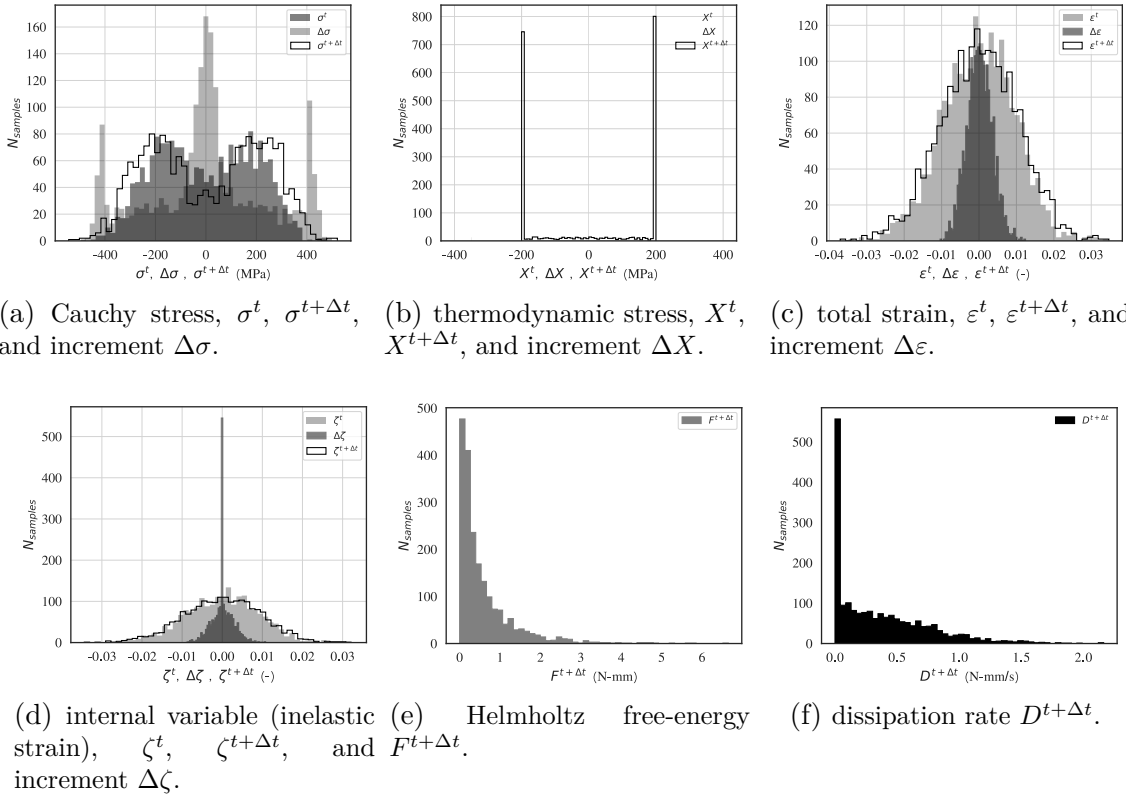 160
140
120
100
80
60
40
20
0
N_samples
σ^t
Δσ
σ^{t+Δt}
-400 -200 0 200 400
σ^t, Δσ , σ^{t+Δt} (MPa)
(a) Cauchy stress, σ^t, σ^{t+Δt},
and increment Δσ.
800
700
600
500
400
300
200
100
0
N_samples
X^t
ΔX
X^{t+Δt}
-400 -200 0 200 400
X^t, ΔX , X^{t+Δt} (MPa)
(b) thermodynamic stress, X^t,
X^{t+Δt}, and increment ΔX.
120
100
80
60
40
20
0
N_samples
ε^t
Δε
ε^{t+Δt}
-0.04 -0.03 -0.02 -0.01 0.00 0.01 0.02 0.03
ε^t, Δε , ε^{t+Δt} (-)
(c) total strain, ε^t, ε^{t+Δt}, and
increment Δε.
500
400
300
200
100
0
N_samples
ζ^t
Δζ
ζ^{t+Δt}
-0.03 -0.02 -0.01 0.00 0.01 0.02 0.03
ζ^t, Δζ , ζ^{t+Δt} (-)
(d) internal variable (inelastic
strain), ζ^t, ζ^{t+Δt}, and
increment Δζ.
500
400
300
200
100
0
N_samples
F^{t+Δt}
0 1 2 3 4 5 6
F^{t+Δt} (N-mm)
(e) Helmholtz free-energy
F^{t+Δt}.
500
400
300
200
100
0
N_samples
D^{t+Δt}
0.0 0.5 1.0 1.5 2.0
D^{t+Δt} (N-mm/s)
(f) dissipation rate D^{t+Δt}.